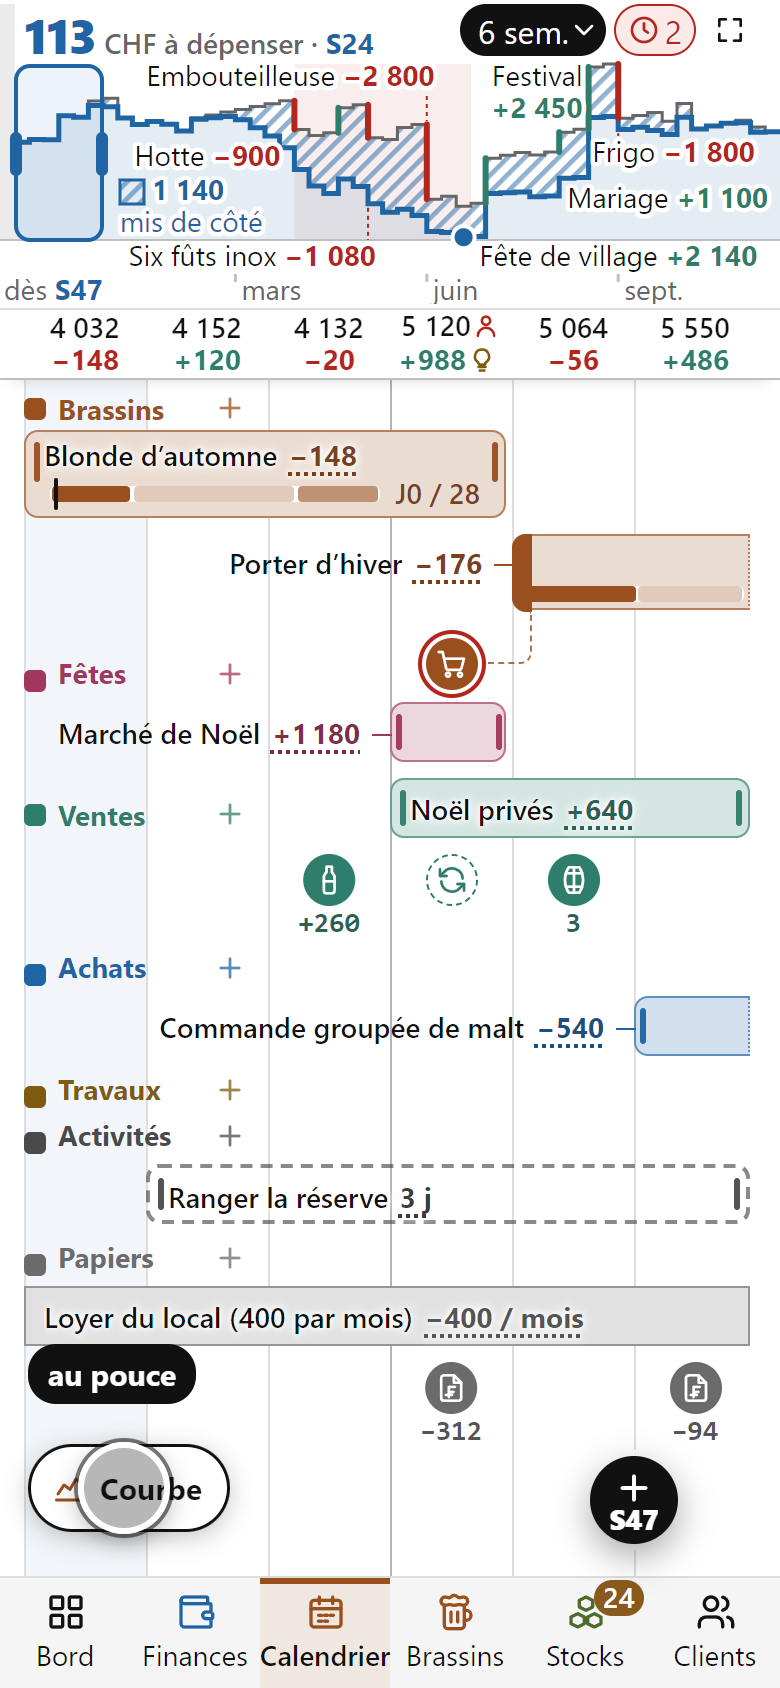 113 CHF à dépenser · S24
6 sem.
2
Embouteilleuse −2 800
Festival
+2 450
Hotte −900
Frigo −1 800
1 140
mis de côté
Mariage +1 100
Six fûts inox −1 080
Fête de village +2 140
dès S47
mars
juin
sept.
4 032 4 152 4 132 5 120 5 064 5 550
−148 +120 −20 +988 −56 +486
Brassins +
Blonde d’automne −148
J0 / 28
Porter d’hiver −176
Fêtes +
Marché de Noël +1 180
Ventes +
Noël privés +640
+260
3
Achats +
Commande groupée de malt −540
Travaux +
Activités +
Ranger la réserve 3 j
Papiers +
Loyer du local (400 par mois) −400 / mois
au pouce
−312
−94
Courbe
+
S47
24
Bord Finances Calendrier Brassins Stocks Clients